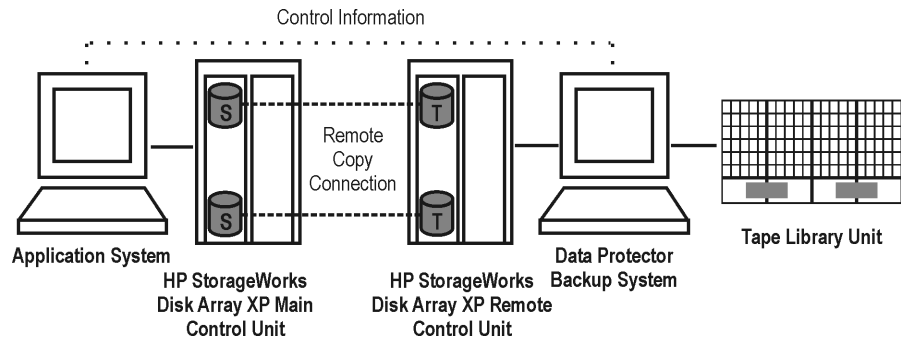 Control Information
S
T
Remote
Copy
Connection
S
T
Application System
HP StorageWorks
Disk Array XP Main
Control Unit
HP StorageWorks
Disk Array XP Remote
Control Unit
Data Protector
Backup System
Tape Library Unit